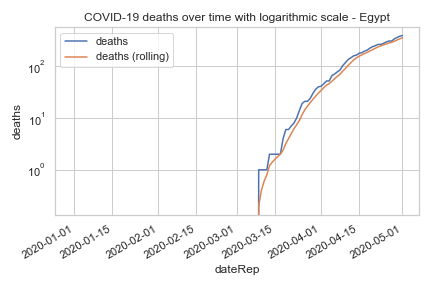 COVID-19 deaths over time with logarithmic scale - Egypt
deaths
deaths (rolling)
10²
10¹
10⁰
deaths
2020-01-01
2020-01-15
2020-02-01
2020-02-15
2020-03-01
2020-03-15
2020-04-01
2020-04-15
2020-05-01
dateRep